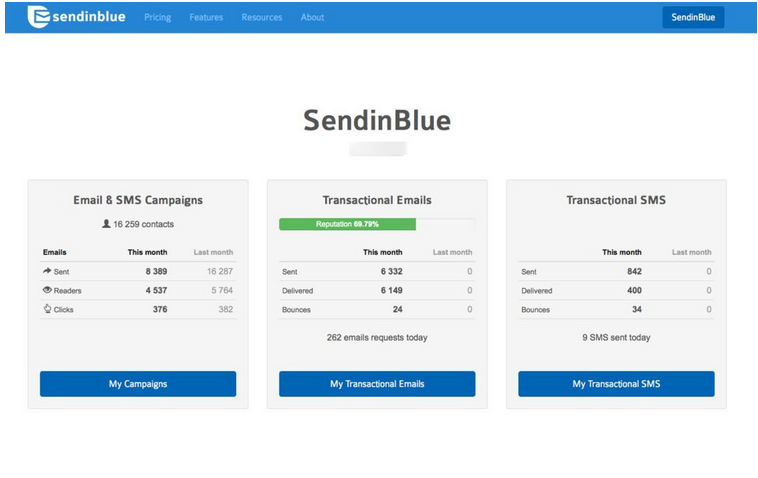 sendinblue Pricing Features Resources About SendinBlue
SendinBlue
Email & SMS Campaigns
16 259 contacts
Emails This month Last month
Sent 8 389 16 287
Readers 4 537 5 764
Clicks 376 382
My Campaigns
Transactional Emails
Reputation 69.79%
This month Last month
Sent 6 332 0
Delivered 6 149 0
Bounces 24 0
262 emails requests today
My Transactional Emails
Transactional SMS
This month Last month
Sent 842 0
Delivered 400 0
Bounces 34 0
9 SMS sent today
My Transactional SMS